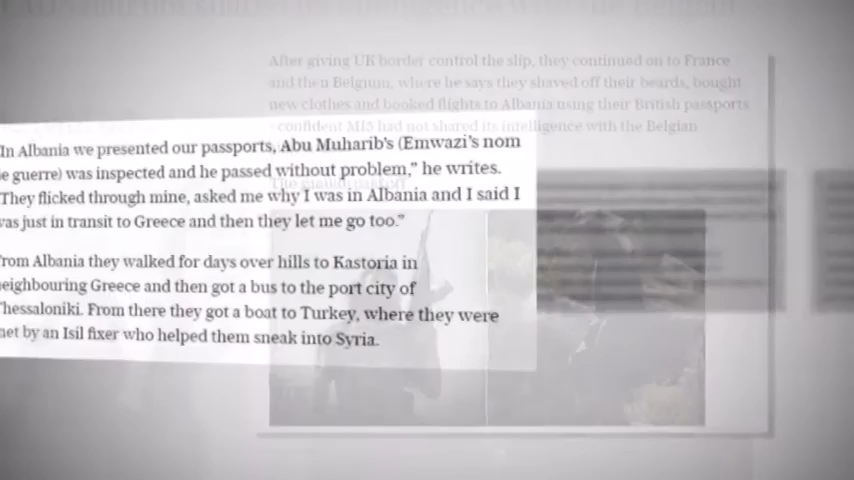 After giving UK border control the slip, they continued on to France
and then Belgium, where he says they shaved off their beards, bought
new clothes and booked flights to Albania using their British passports
- confident MI5 had not shared its intelligence with the Belgian
In Albania we presented our passports, Abu Muharib's (Emwazi's nom
e guerre) was inspected and he passed without problem," he writes.
They flicked through mine, asked me why I was in Albania and I said I
was just in transit to Greece and then they let me go too."
rom Albania they walked for days over hills to Kastoria in
eighbouring Greece and then got a bus to the port city of
Thessaloniki. From there they got a boat to Turkey, where they were
net by an Isil fixer who helped them sneak into Syria.